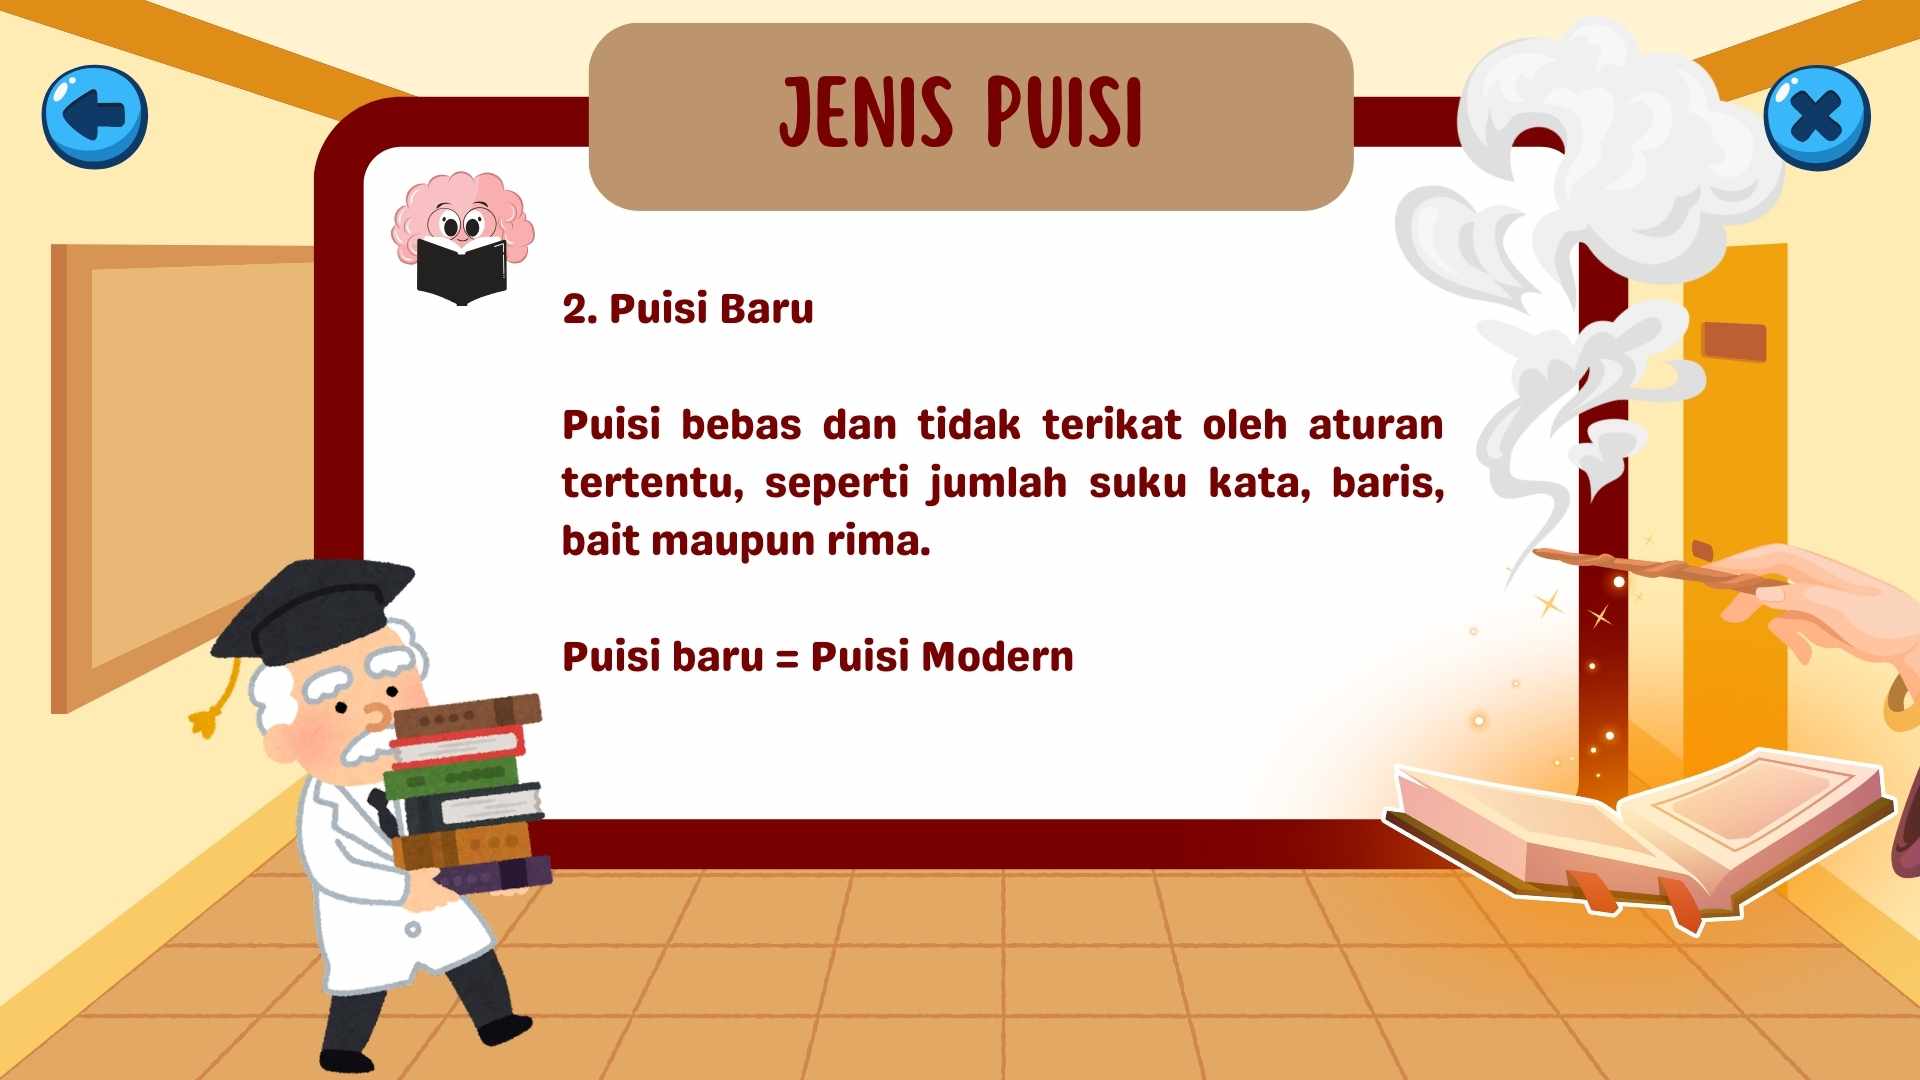 JENIS PUISI
2. Puisi Baru
Puisi bebas dan tidak terikat oleh aturan
tertentu, seperti jumlah suku kata, baris,
bait maupun rima.
Puisi baru = Puisi Modern